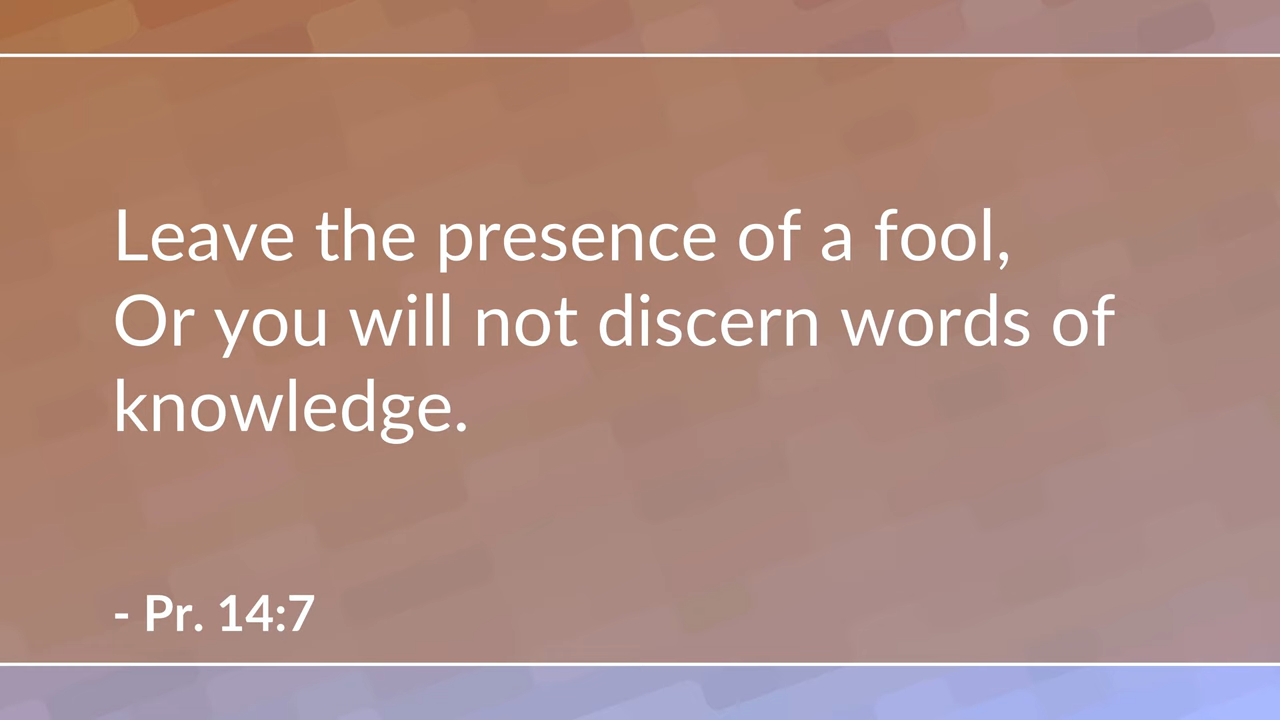 Leave the presence of a fool,
Or you will not discern words of
knowledge.
- Pr. 14:7